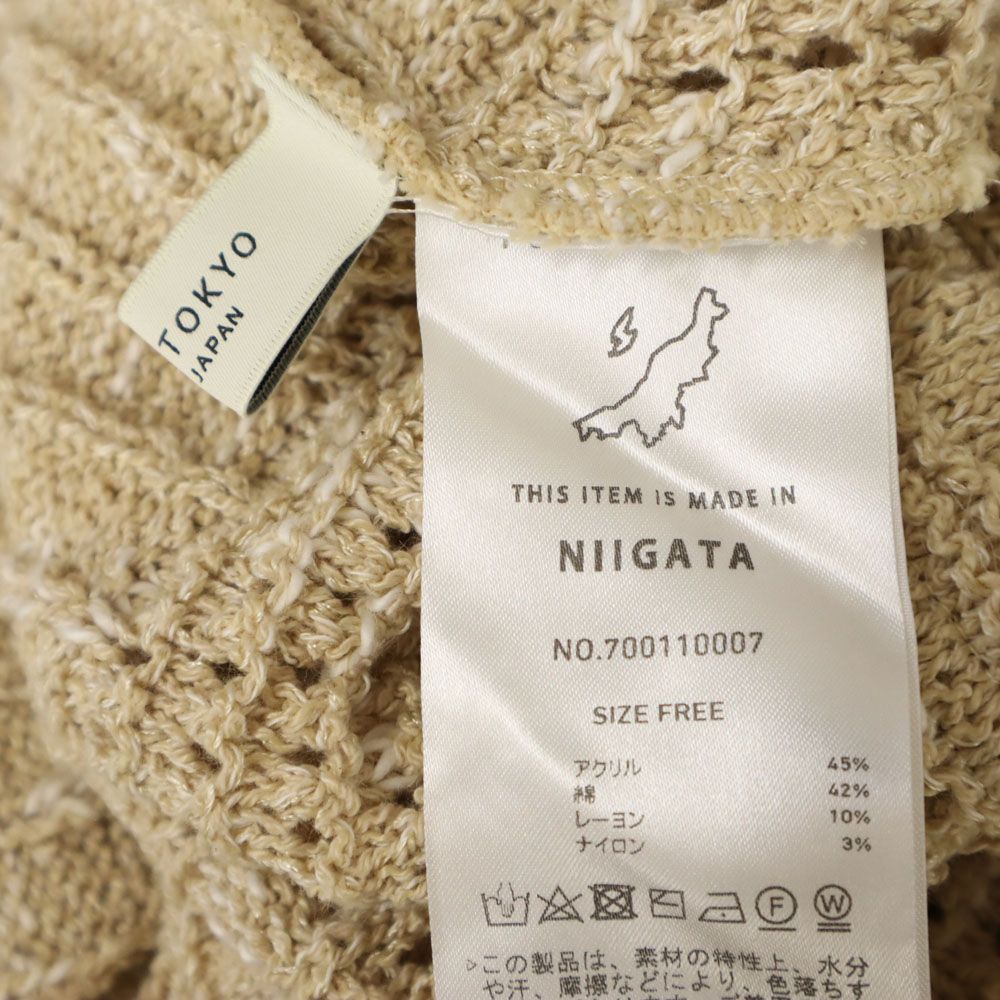 TOKYO
JAPAN
THIS ITEM IS MADE IN
NIIGATA
NO.700110007
SIZE FREE
アクリル 45%
綿 42%
レーヨン 10%
ナイロン 3%
F W
▷この製品は、素材の特性上、水分
や汗、摩擦などにより、色落ちす